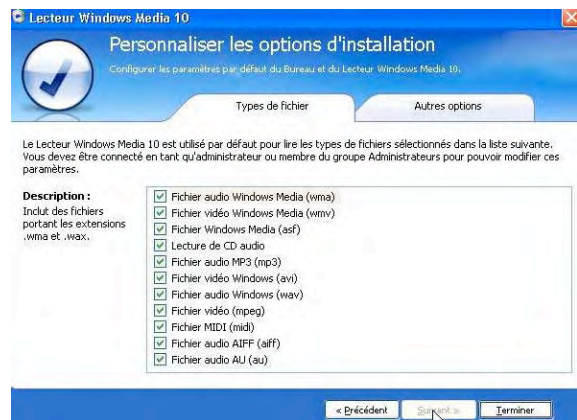 Lecteur Windows Media 10
Personnaliser les options d'installation
Configurer les paramètres par défaut du Bureau et du Lecteur Windows Media 10.
Types de fichier
Autres options
Le Lecteur Windows Media 10 est utilisé par défaut pour lire les types de fichiers sélectionnés dans la liste suivante.
Vous devez être connecté en tant qu'administrateur ou membre du groupe Administrateurs pour pouvoir modifier ces
paramètres.
Description :
Inclut des fichiers
portant les extensions
.wma et .wax.
Fichier audio Windows Media (wma)
Fichier vidéo Windows Media (wmv)
Fichier Windows Media (asf)
Lecture de CD audio
Fichier audio MP3 (mp3)
Fichier vidéo Windows (avi)
Fichier audio Windows (wav)
Fichier vidéo (mpeg)
Fichier MIDI (midi)
Fichier audio AIFF (aiff)
Fichier audio AU (au)
« Précédent
Suivant »
Terminer